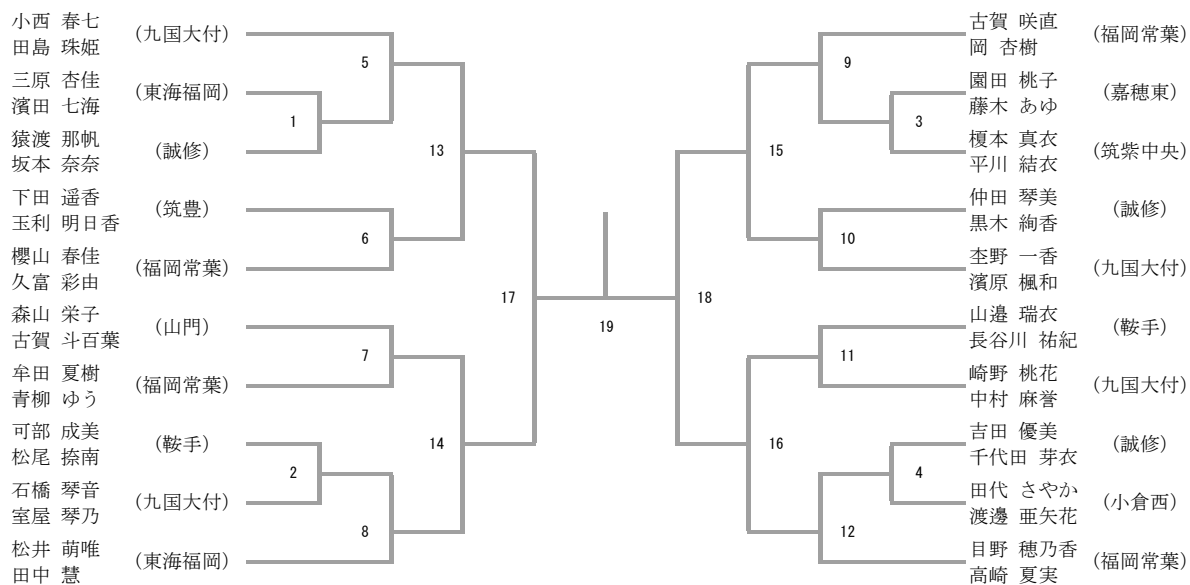 小西 春七
田島 珠姫
(九国大付)
三原 杏佳
濱田 七海
(東海福岡)
猿渡 那帆
坂本 奈奈
(誠修)
下田 遥香
玉利 明日香
(筑豊)
櫻山 春佳
久富 彩由
(福岡常葉)
森山 栄子
古賀 斗百葉
(山門)
牟田 夏樹
青柳 ゆう
(福岡常葉)
可部 成美
松尾 捺南
(鞍手)
石橋 琴音
室屋 琴乃
(九国大付)
松井 萌唯
田中 慧
(東海福岡)
5
1
13
6
17
7
14
2
8
19
9
3
15
10
18
11
16
4
12
古賀 咲直
岡 杏樹
(福岡常葉)
園田 桃子
藤木 あゆ
(嘉穂東)
榎本 真衣
平川 結衣
(筑紫中央)
仲田 琴美
黒木 絢香
(誠修)
杢野 一香
濱原 楓和
(九国大付)
山邉 瑞衣
長谷川 祐紀
(鞍手)
崎野 桃花
中村 麻誉
(九国大付)
吉田 優美
千代田 芽衣
(誠修)
田代 さやか
渡邊 亜矢花
(小倉西)
目野 穂乃香
高崎 夏実
(福岡常葉)